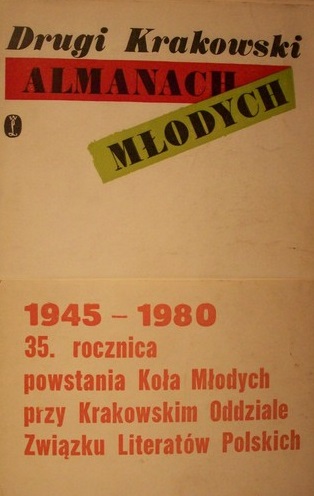 Drugi Krakowski
ALMANACH
MŁODYCH
1945 – 1980
35. rocznica
powstania Koła Młodych
przy Krakowskim Oddziale
Związku Literatów Polskich